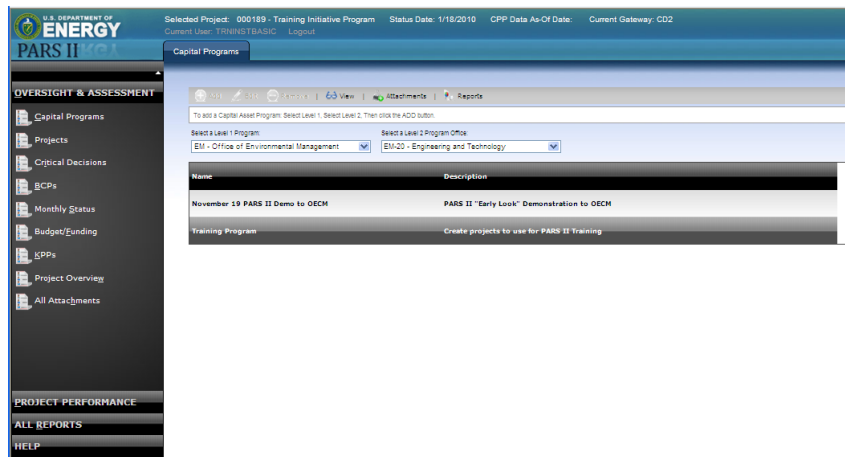 U.S. DEPARTMENT OF
ENERGY
PARS II
Selected Project: 000189 - Training Initiative Program Status Date: 1/18/2010 CPP Data As-Of Date: Current Gateway: CD2
Current User: TRNINSTBASIC Logout
Capital Programs
OVERSIGHT & ASSESSMENT
Capital Programs
Projects
Critical Decisions
BCPs
Monthly Status
Budget/Funding
KPPs
Project Overview
All Attachments
PROJECT PERFORMANCE
ALL REPORTS
HELP
Add Edit Remove | View | Attachments | Reports
To add a Capital Asset Program: Select Level 1, Select Level 2. Then click the ADD button.
Select a Level 1 Program: Select a Level 2 Program Office:
EM - Office of Environmental Management EM-20 - Engineering and Technology
Name Description
November 19 PARS II Demo to OECM PARS II "Early Look" Demonstration to OECM
Training Program Create projects to use for PARS II Training